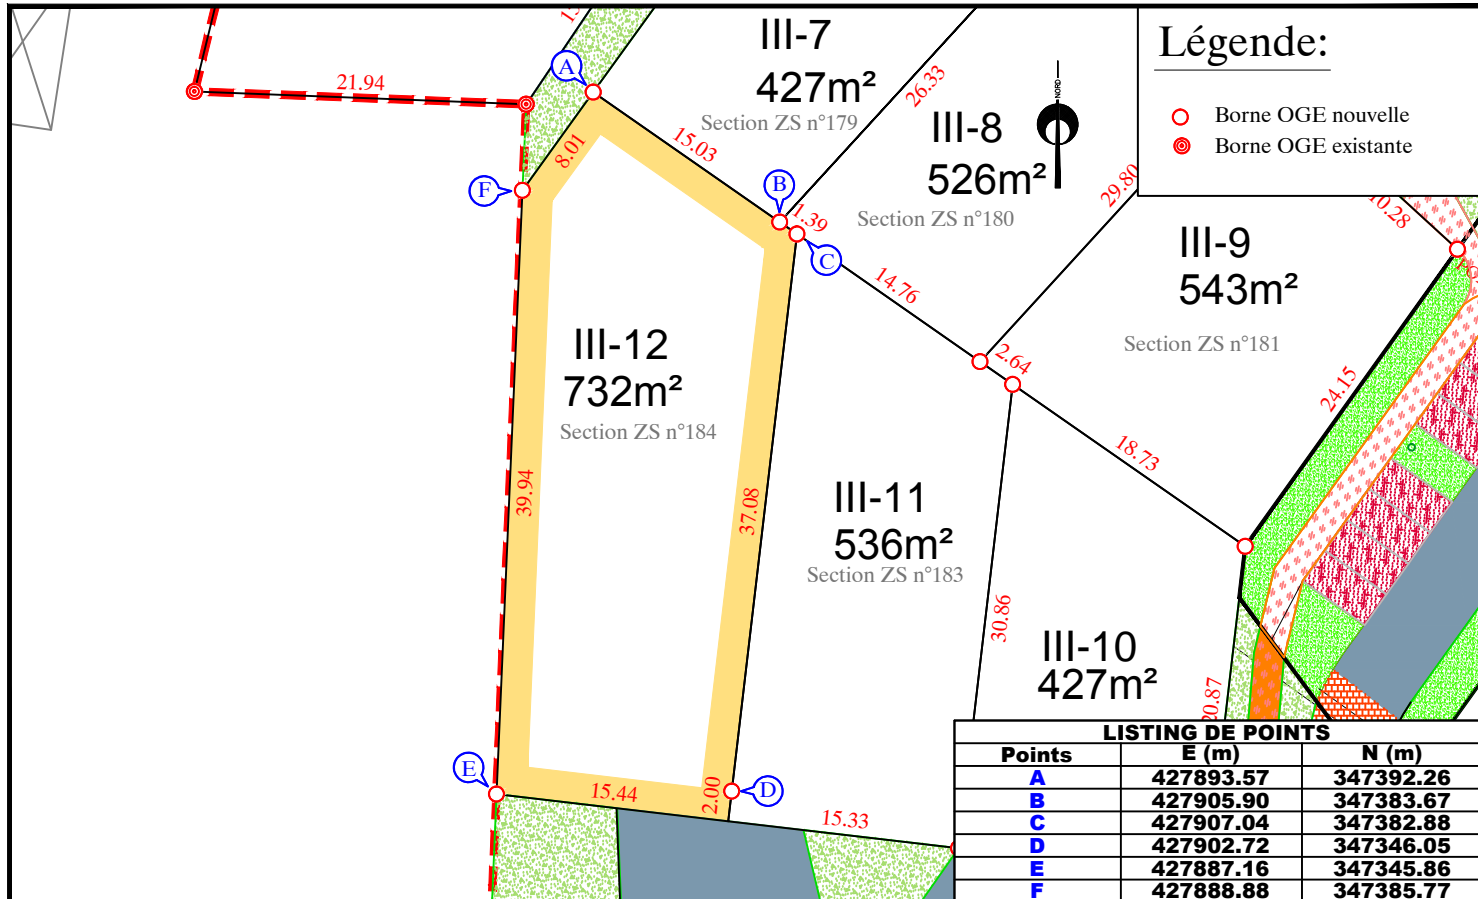 III-7
427m²
Section ZS n°179
Légende:
Borne OGE nouvelle
Borne OGE existante
21.94
A
26.33
15.03
III-8
526m²
Section ZS n°180
NORD
29.80
10.28
8.01
F
B
1.39
C
14.76
III-9
543m²
Section ZS n°181
2.64
24.15
III-12
732m²
Section ZS n°184
18.73
39.94
37.08
III-11
536m²
Section ZS n°183
30.86
III-10
427m²
20.87
E
15.44
2.00
D
15.33
LISTING DE POINTS
Points E (m) N (m)
A 427893.57 347392.26
B 427905.90 347383.67
C 427907.04 347382.88
D 427902.72 347346.05
E 427887.16 347345.86
F 427888.88 347385.77